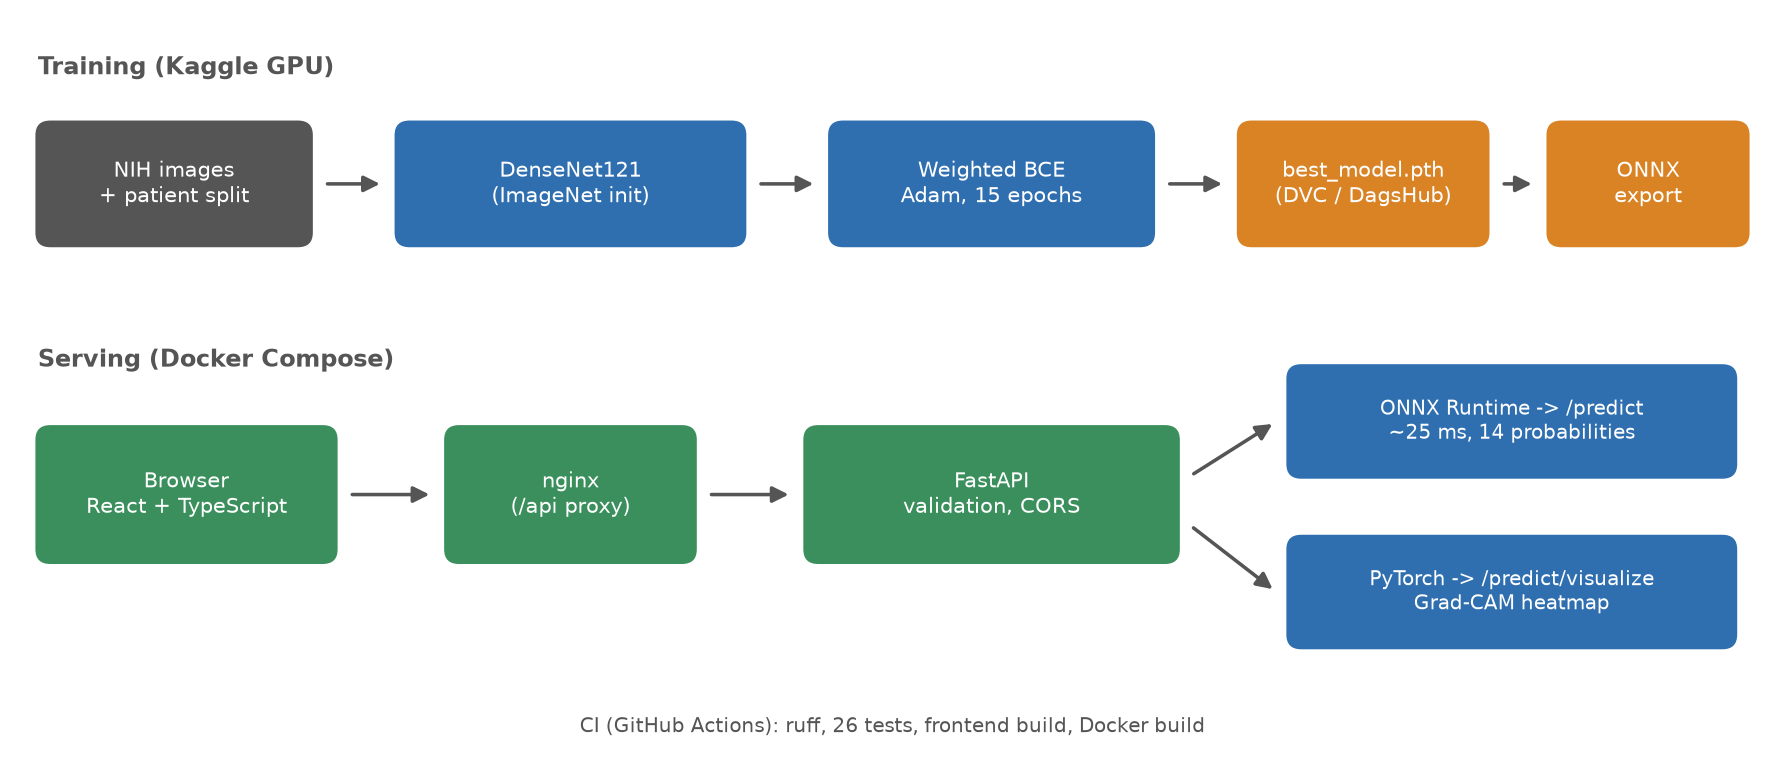 Training (Kaggle GPU)
NIH images
+ patient split
DenseNet121
(ImageNet init)
Weighted BCE
Adam, 15 epochs
best_model.pth
(DVC / DagsHub)
ONNX
export
Serving (Docker Compose)
Browser
React + TypeScript
nginx
(/api proxy)
FastAPI
validation, CORS
ONNX Runtime -> /predict
~25 ms, 14 probabilities
PyTorch -> /predict/visualize
Grad-CAM heatmap
CI (GitHub Actions): ruff, 26 tests, frontend build, Docker build